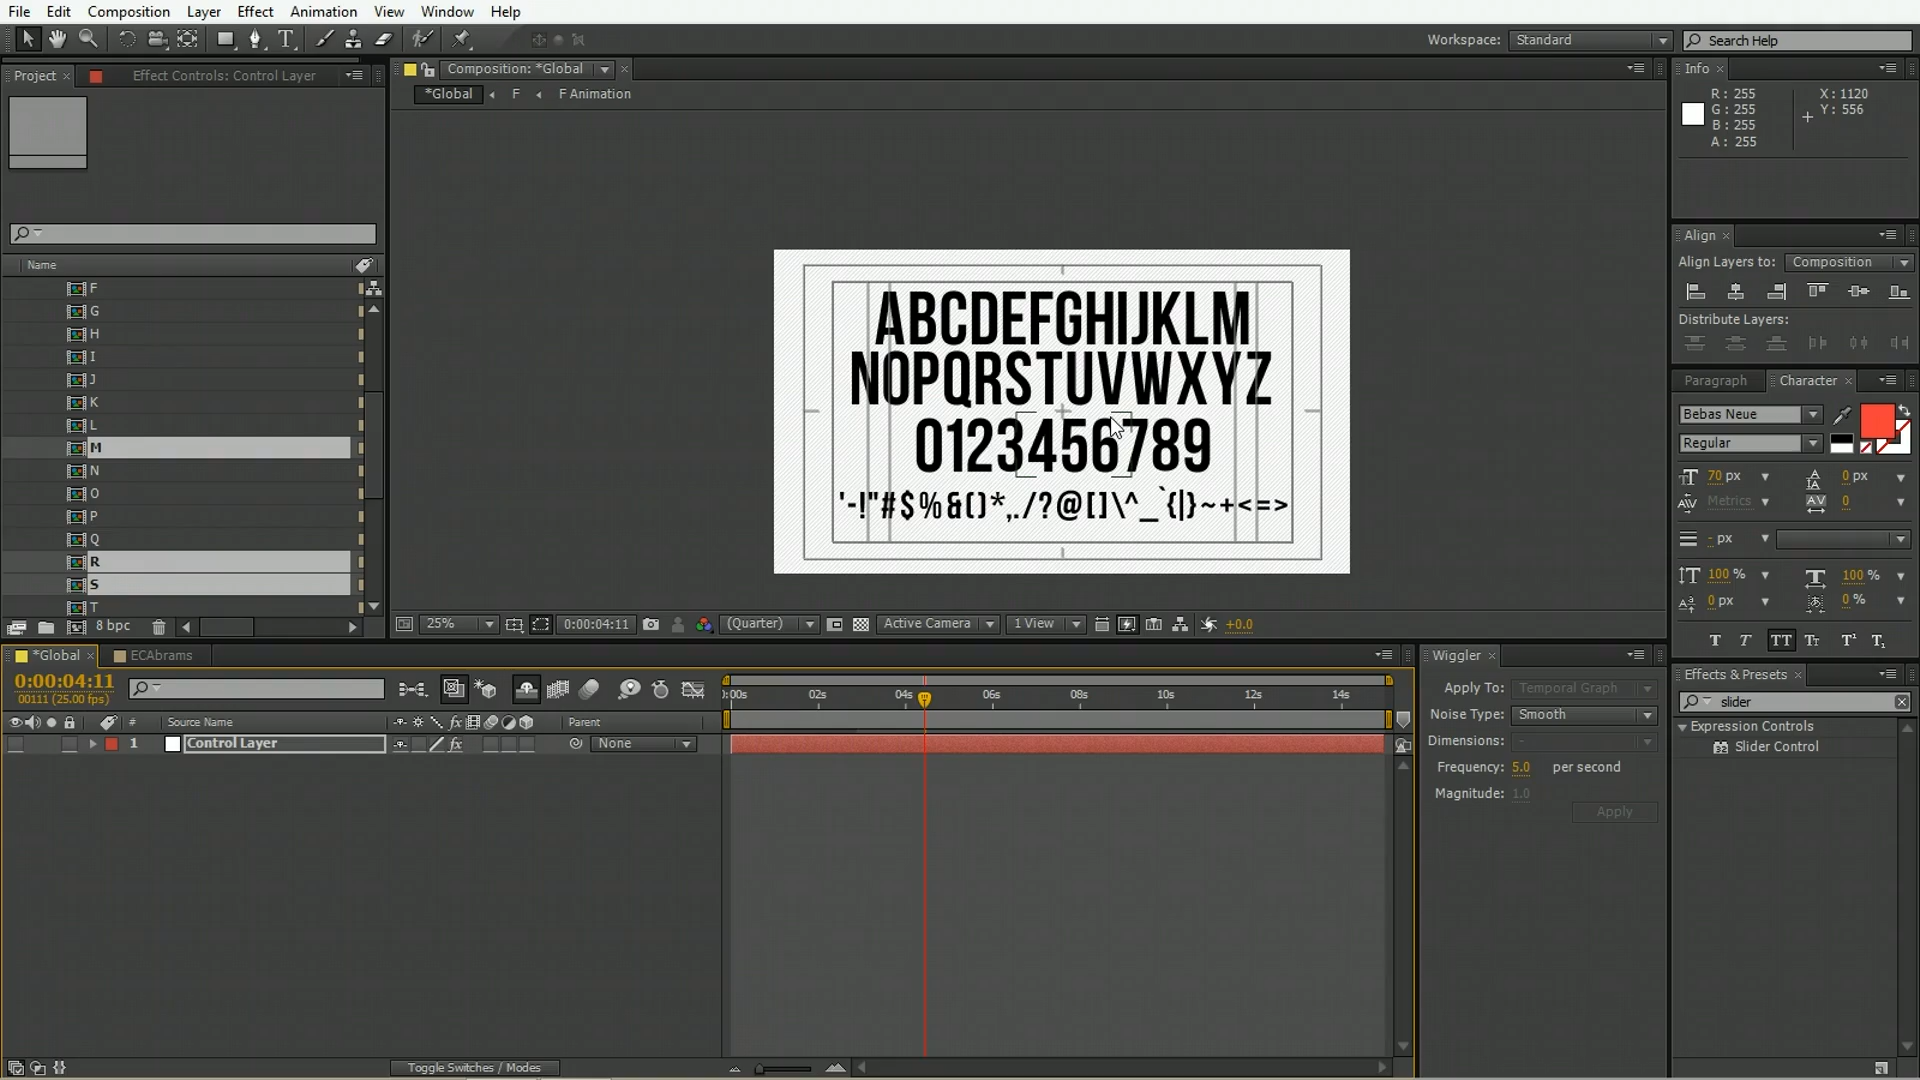 File Edit Composition Layer Effect Animation View Window Help
Workspace: Standard Search Help
Project × Effect Controls: Control Layer
Composition: *Global ×
*Global F F Animation
Info ×
R: 255 X: 1120
G: 255 Y: 556
B: 255
A: 255
Align ×
Align Layers to: Composition
Distribute Layers:
Name
F
G
H
I
J
K
L
M
N
O
P
Q
R
S
T
8 bpc
ABCDEFGHIJKLM
NOPQRSTUVWXYZ
0123456789
'-!"#$%&()*,./?@[]\^_`{|}~+<=>
25% 0:00:04:11 (Quarter) Active Camera 1 View +0.0
Paragraph Character ×
Bebas Neue
Regular
70 px 0 px
Metrics 0
- px
100 % 100 %
0 px 0 %
T T TT Tt T¹ T₁
*Global × ECAbrams
0:00:04:11
00111 (25.00 fps)
# Source Name Parent
1 Control Layer None
):00s 02s 04s 06s 08s 10s 12s 14s
Toggle Switches / Modes
Wiggler ×
Apply To: Temporal Graph
Noise Type: Smooth
Dimensions: -
Frequency: 5.0 per second
Magnitude: 1.0
Apply
Effects & Presets ×
slider
Expression Controls
Slider Control